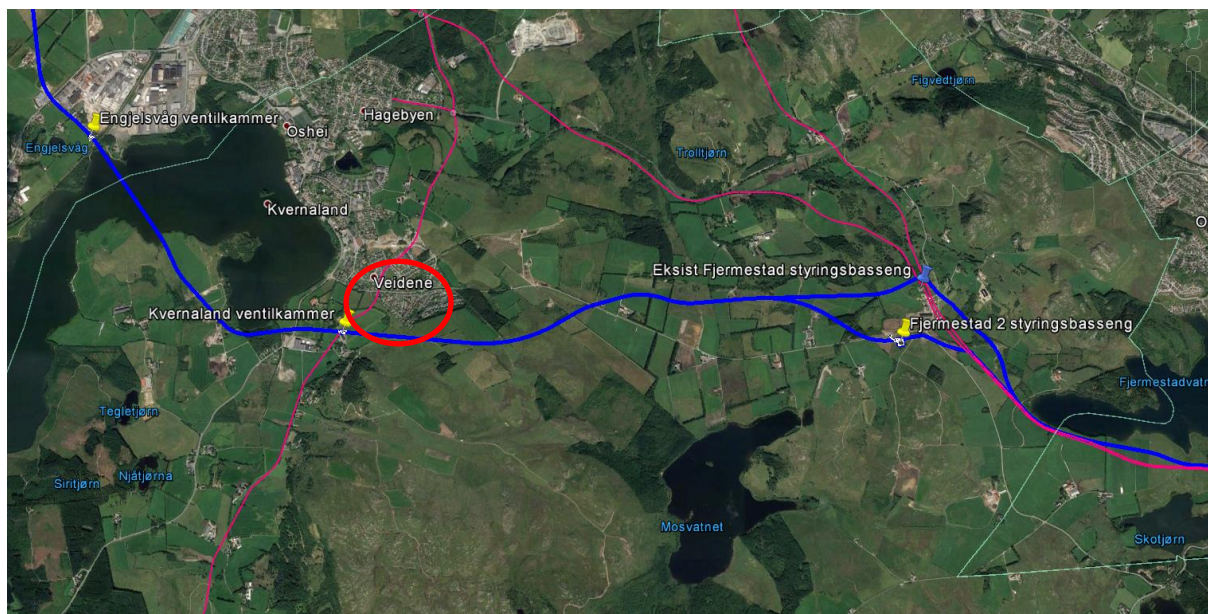 Figvedtjørn
Engjelsvåg ventilkammer
Hagebyen
Oshei
Engjelsvåg
Trolltjørn
Kvernaland
Eksist Fjermestad styringsbasseng
Veidene
Kvernaland ventilkammer
Fjermestad 2 styringsbasseng
Fjermestadvatn
Tegletjørn
Njåtjørna
Siritjørn
Mosvatnet
Skotjørn
O